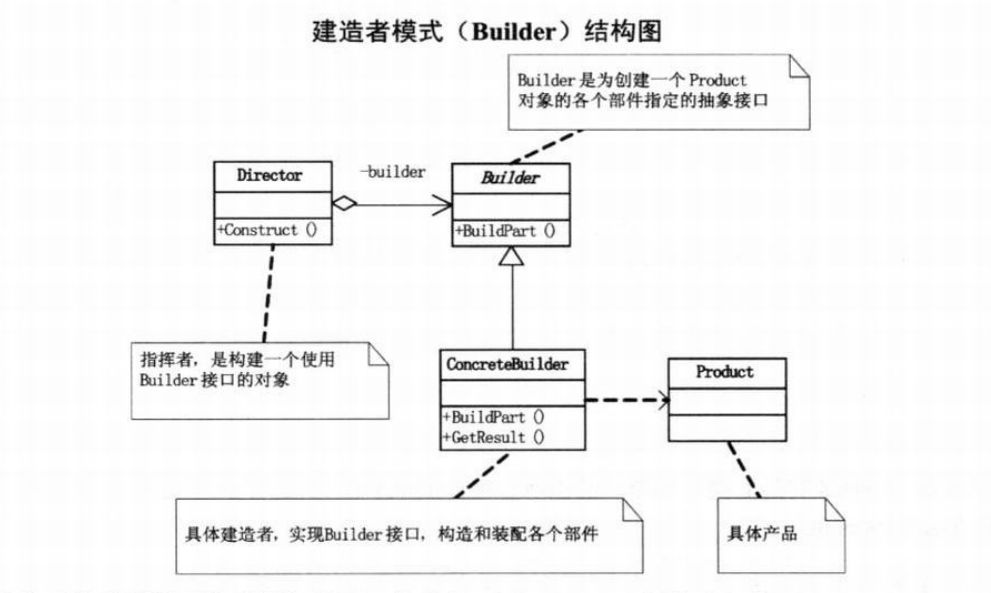 建造者模式（Builder）结构图
Builder是为创建一个Product
对象的各个部件指定的抽象接口
Director
-builder
Builder
+Construct ()
+BuildPart ()
指挥者，是构建一个使用
Builder接口的对象
ConcreteBuilder
Product
+BuildPart ()
+GetResult ()
具体建造者，实现Builder接口，构造和装配各个部件
具体产品